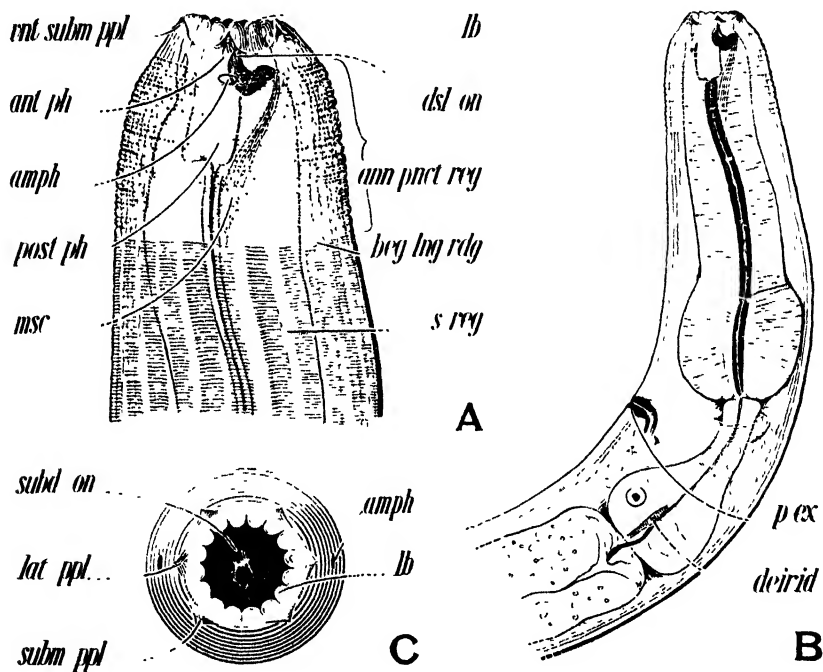 vnt subm ppl
ant ph
amph
post ph
msc
lb
dsl on
ann pnct reg
beg lng rdg
s reg
A
subd on
lat ppl
subm ppl
amph
lb
C
p ex
deirid
B